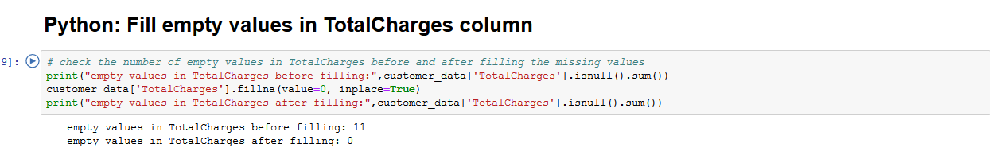 Python: Fill empty values in TotalCharges column
9]:
# check the number of empty values in TotalCharges before and after filling the missing values
print("empty values in TotalCharges before filling:",customer_data['TotalCharges'].isnull().sum())
customer_data['TotalCharges'].fillna(value=0, inplace=True)
print("empty values in TotalCharges after filling:",customer_data['TotalCharges'].isnull().sum())
empty values in TotalCharges before filling: 11
empty values in TotalCharges after filling: 0